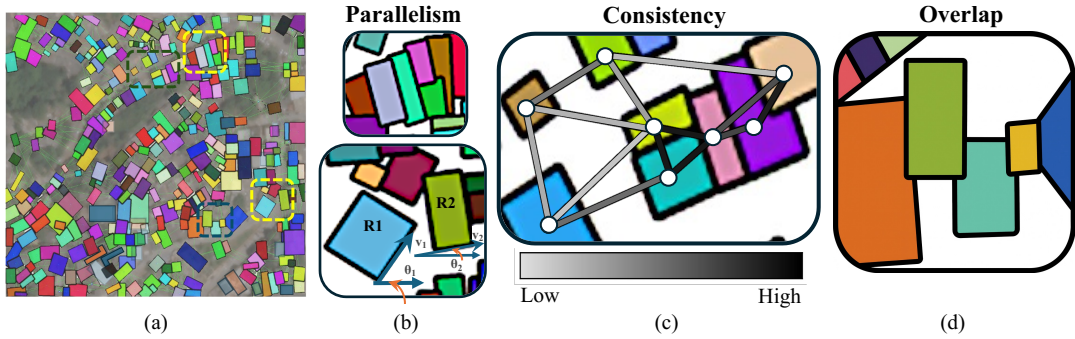 Parallelism
Consistency
Overlap
R1
R2
v₁
v₂
θ₁
θ₂
Low
High
(a)
(b)
(c)
(d)